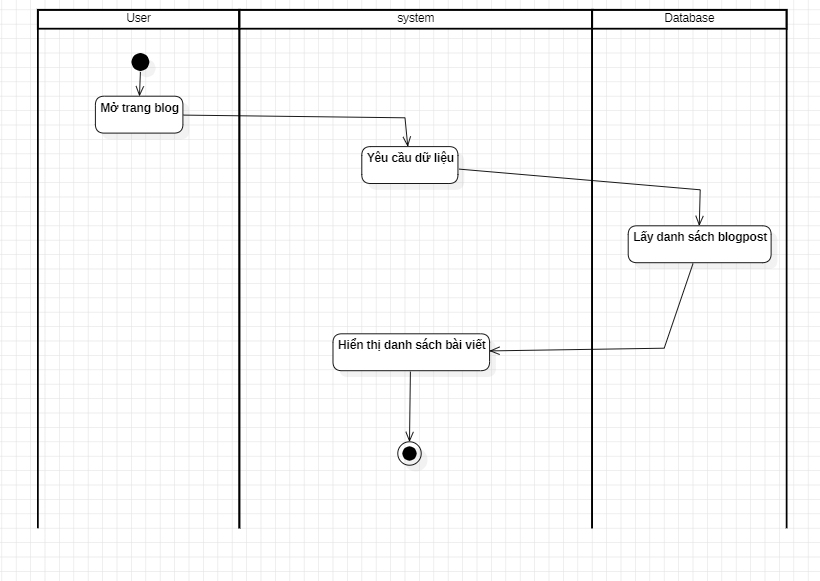 User
system
Database
Mở trang blog
Yêu cầu dữ liệu
Lấy danh sách blogpost
Hiển thị danh sách bài viết